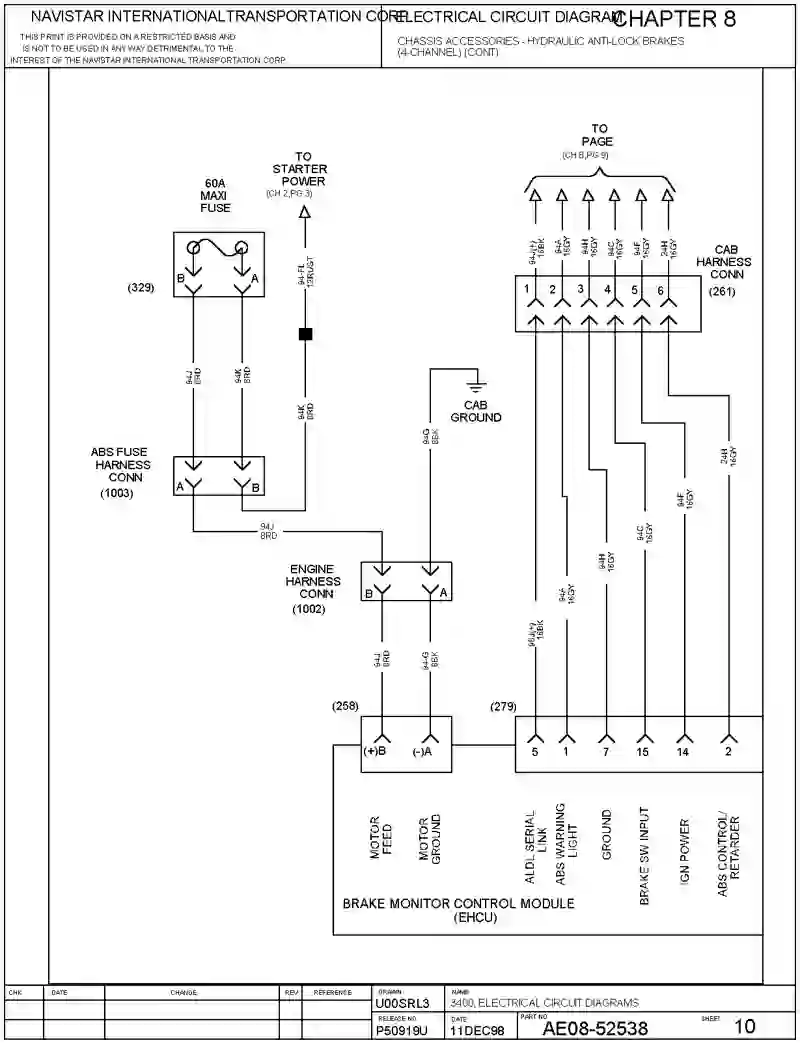 NAVISTAR INTERNATIONALTRANSPORTATION CORP.
ELECTRICAL CIRCUIT DIAGRAM
CHAPTER 8
THIS PRINT IS PROVIDED ON A RESTRICTED BASIS AND
IS NOT TO BE USED IN ANY WAY DETRIMENTAL TO THE
INTEREST OF THE NAVISTAR INTERNATIONAL TRANSPORTATION CORP.
CHASSIS ACCESSORIES - HYDRAULIC ANTI-LOCK BRAKES
(4-CHANNEL) (CONT)
TO
PAGE
(CH 8,PG 9)
TO
STARTER
POWER
(CH 2,PG 3)
60A
MAXI
FUSE
B
A
(329)
94-FL
12RUGT
94J(+)
16BK
94A
16GY
94H
16GY
94C
16GY
94F
16GY
24H
16GY
CAB
HARNESS
CONN
(261)
1
2
3
4
5
6
94J
8RD
94K
8RD
94K
8RD
CAB
GROUND
94G
8BK
ABS FUSE
HARNESS
CONN
(1003)
A
B
94J
8RD
24H
16GY
94F
16GY
94C
16GY
94H
16GY
94A
16GY
16BK
ENGINE
HARNESS
CONN
(1002)
B
A
94J
8RD
94-G
8BK
(258)
(279)
(+)B
(-)A
5
1
7
15
14
2
MOTOR
FEED
MOTOR
GROUND
ALDL SERIAL
LINK
ABS WARNING
LIGHT
GROUND
BRAKE SW INPUT
IGN POWER
ABS CONTROL/
RETARDER
BRAKE MONITOR CONTROL MODULE
(EHCU)
CHK
DATE
CHANGE
REV
REFERENCE
DRAWN
U00SRL3
NAME
3400, ELECTRICAL CIRCUIT DIAGRAMS
RELEASE NO.
P50919U
DATE
11DEC98
PART NO.
AE08-52538
SHEET
10